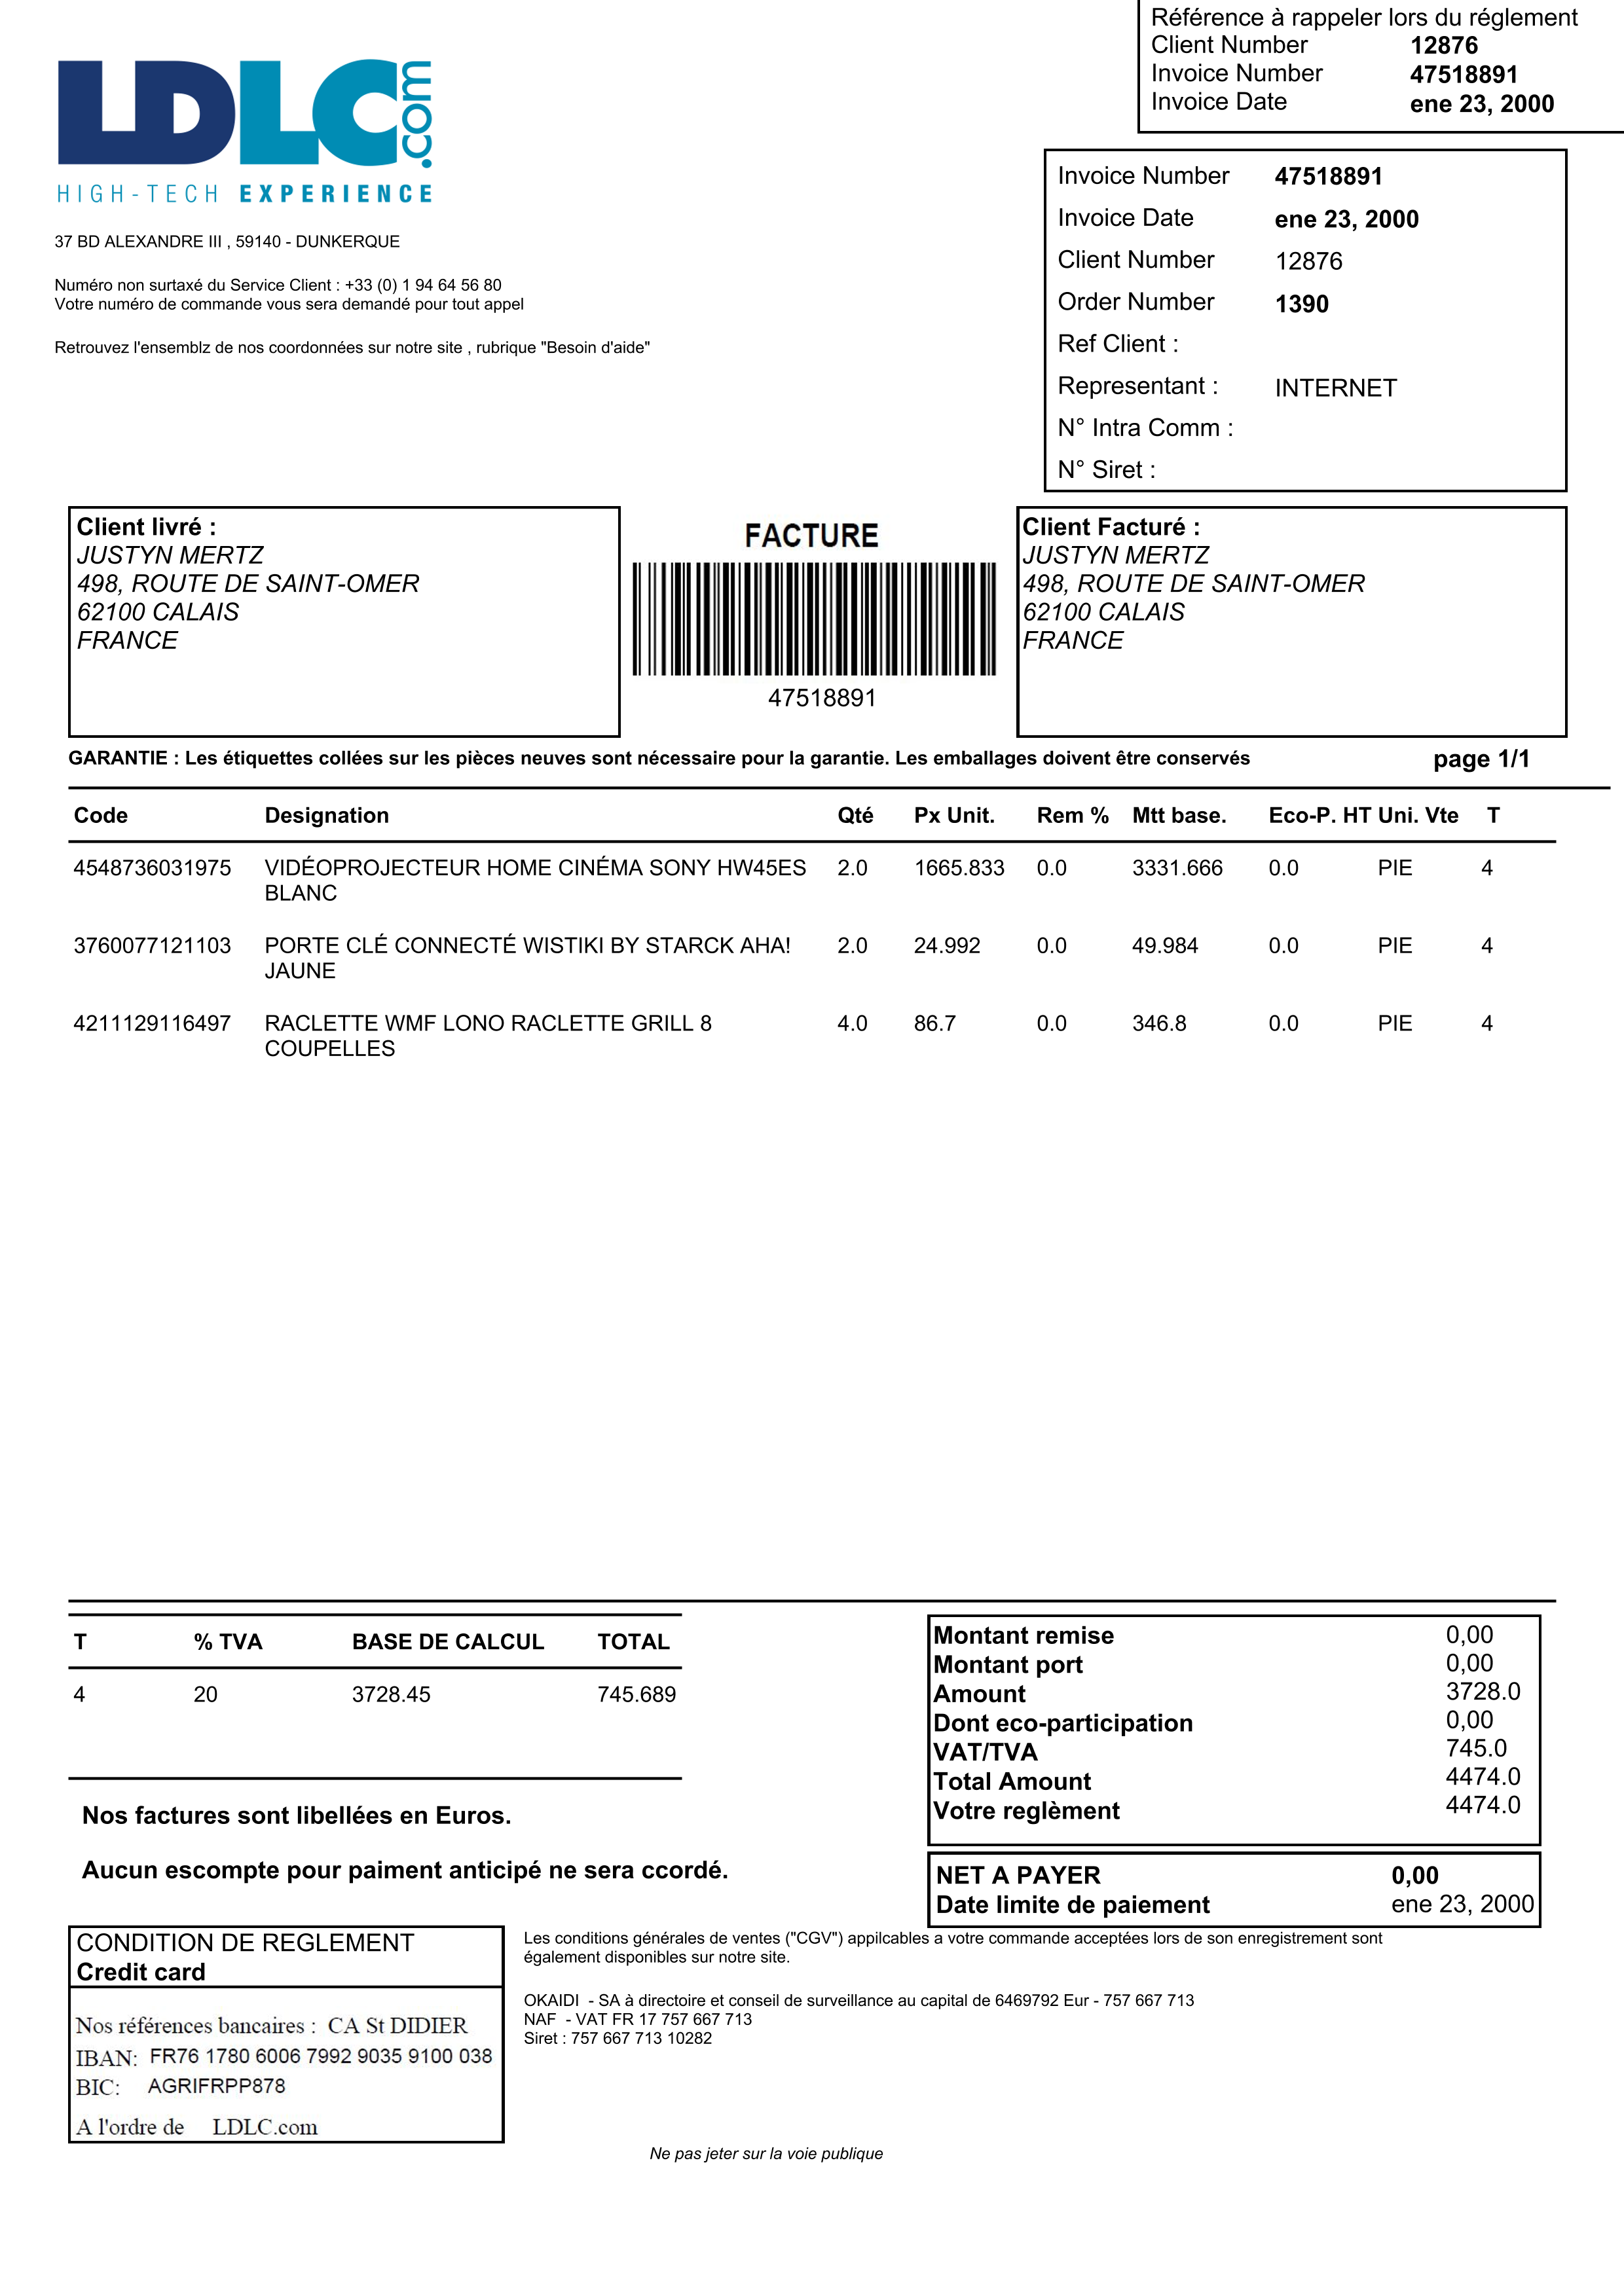 Référence à rappeler lors du réglement
Client Number 12876
Invoice Number 47518891
Invoice Date ene 23, 2000
LDLC.com
HIGH-TECH EXPERIENCE
37 BD ALEXANDRE III , 59140 - DUNKERQUE
Numéro non surtaxé du Service Client : +33 (0) 1 94 64 56 80
Votre numéro de commande vous sera demandé pour tout appel
Retrouvez l'ensemblz de nos coordonnées sur notre site , rubrique "Besoin d'aide"
Invoice Number 47518891
Invoice Date ene 23, 2000
Client Number 12876
Order Number 1390
Ref Client :
Representant : INTERNET
N° Intra Comm :
N° Siret :
Client livré :
JUSTYN MERTZ
498, ROUTE DE SAINT-OMER
62100 CALAIS
FRANCE
FACTURE
47518891
Client Facturé :
JUSTYN MERTZ
498, ROUTE DE SAINT-OMER
62100 CALAIS
FRANCE
GARANTIE : Les étiquettes collées sur les pièces neuves sont nécessaire pour la garantie. Les emballages doivent être conservés page 1/1
Code Designation Qté Px Unit. Rem % Mtt base. Eco-P. HT Uni. Vte T
4548736031975 VIDÉOPROJECTEUR HOME CINÉMA SONY HW45ES 2.0 1665.833 0.0 3331.666 0.0 PIE 4
BLANC
3760077121103 PORTE CLÉ CONNECTÉ WISTIKI BY STARCK AHA! 2.0 24.992 0.0 49.984 0.0 PIE 4
JAUNE
4211129116497 RACLETTE WMF LONO RACLETTE GRILL 8 4.0 86.7 0.0 346.8 0.0 PIE 4
COUPELLES
T % TVA BASE DE CALCUL TOTAL
4 20 3728.45 745.689
Nos factures sont libellées en Euros.
Aucun escompte pour paiment anticipé ne sera ccordé.
Montant remise 0,00
Montant port 0,00
Amount 3728.0
Dont eco-participation 0,00
VAT/TVA 745.0
Total Amount 4474.0
Votre reglèment 4474.0
NET A PAYER 0,00
Date limite de paiement ene 23, 2000
CONDITION DE REGLEMENT
Credit card
Nos références bancaires : CA St DIDIER
IBAN: FR76 1780 6006 7992 9035 9100 038
BIC: AGRIFRPP878
A l'ordre de LDLC.com
Les conditions générales de ventes ("CGV") appilcables a votre commande acceptées lors de son enregistrement sont
également disponibles sur notre site.
OKAIDI - SA à directoire et conseil de surveillance au capital de 6469792 Eur - 757 667 713
NAF - VAT FR 17 757 667 713
Siret : 757 667 713 10282
Ne pas jeter sur la voie publique